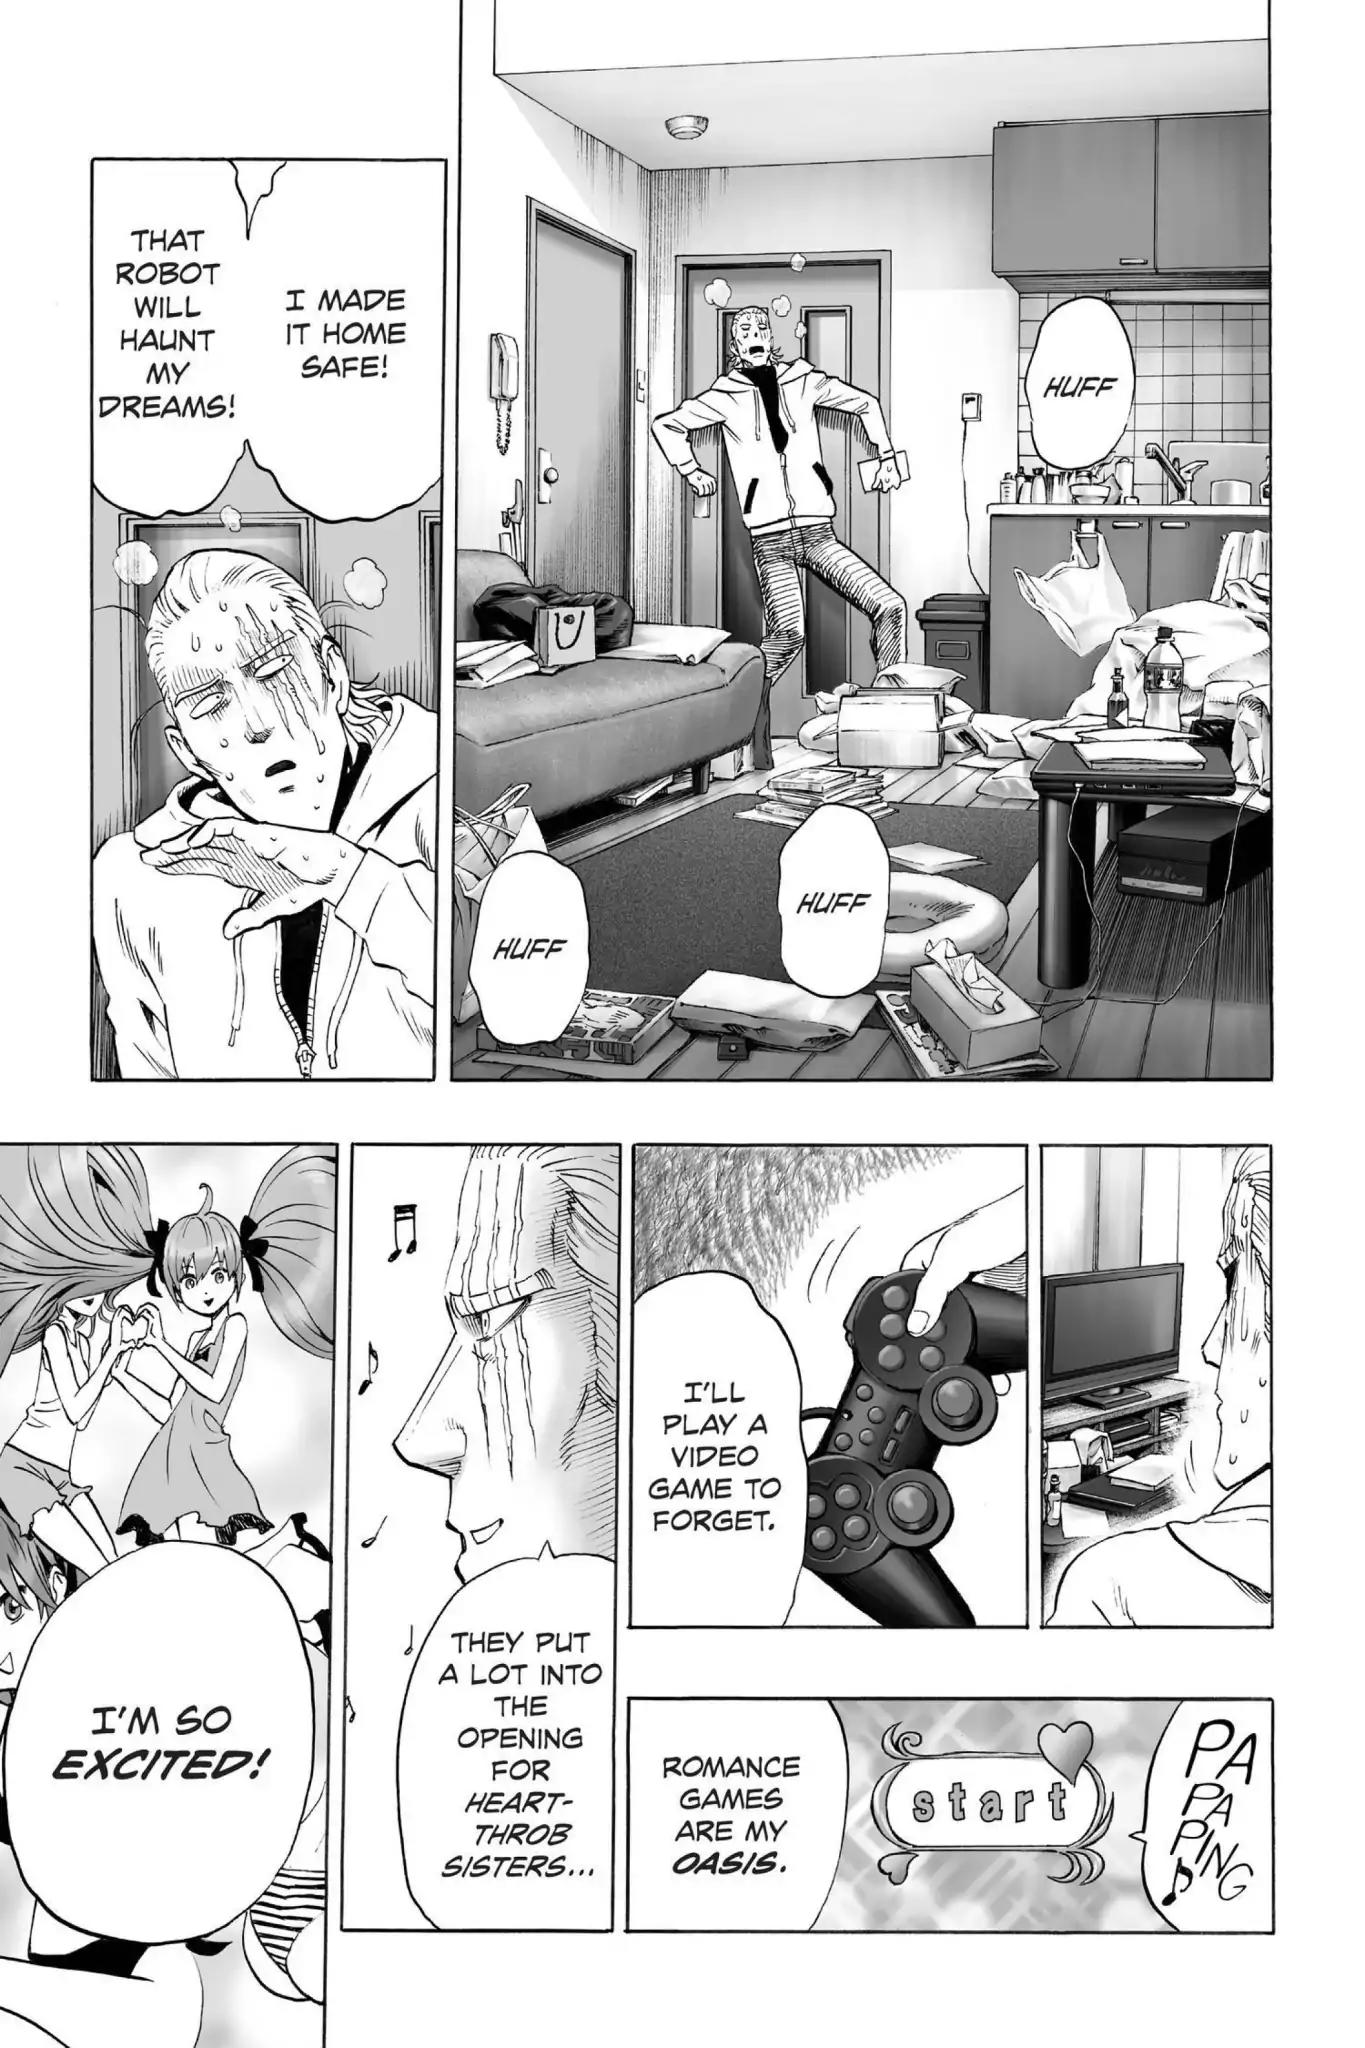 HUFF
HUFF
HUFF
I MADE
IT HOME
SAFE!
THAT
ROBOT
WILL
HAUNT
MY
DREAMS!
I'LL
PLAY A
VIDEO
GAME TO
FORGET.
PA
PA
PING
start
ROMANCE
GAMES
ARE MY
OASIS.
THEY PUT
A LOT INTO
THE
OPENING
FOR
HEART-
THROB
SISTERS...
I'M SO
EXCITED!